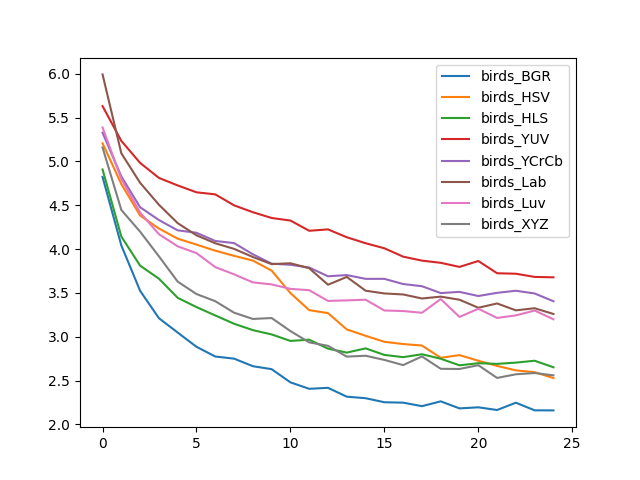 6.0
5.5
5.0
4.5
4.0
3.5
3.0
2.5
2.0
0 5 10 15 20 25
birds_BGR
birds_HSV
birds_HLS
birds_YUV
birds_YCrCb
birds_Lab
birds_Luv
birds_XYZ